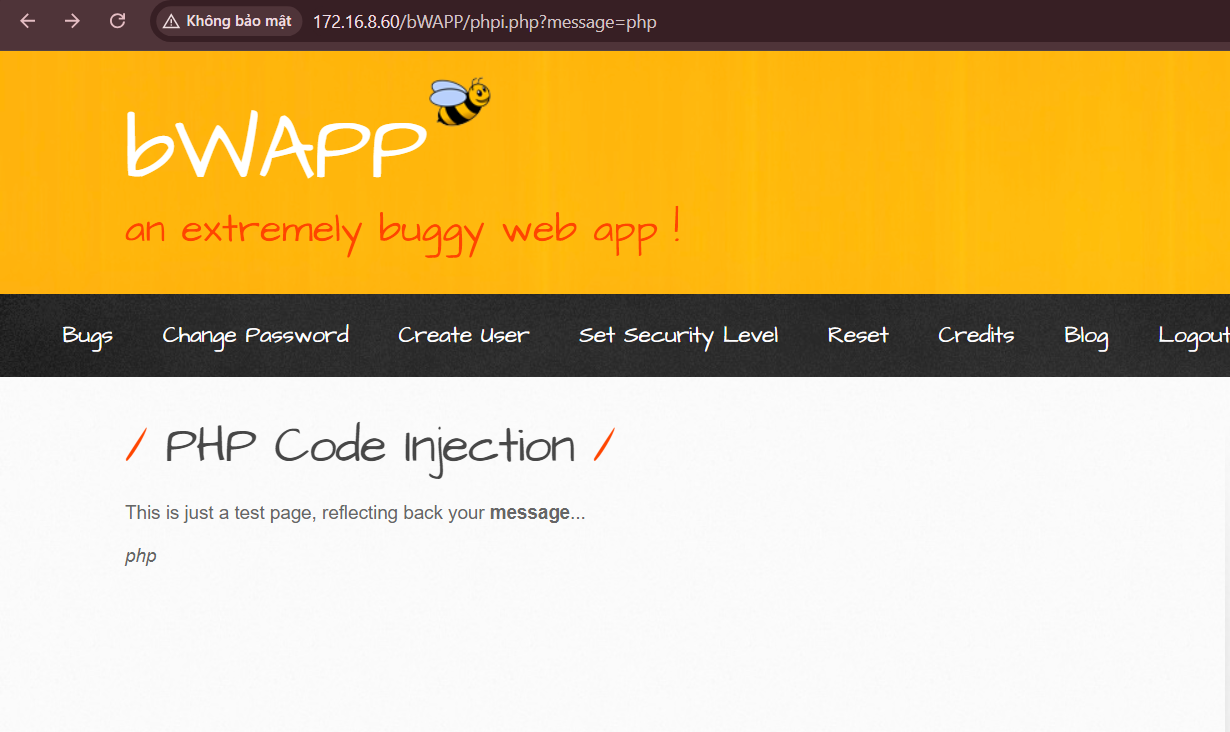 Không bảo mật 172.16.8.60/bWAPP/phpi.php?message=php
bWAPP
an extremely buggy web app !
Bugs Change Password Create User Set Security Level Reset Credits Blog Logout
/ PHP Code Injection /
This is just a test page, reflecting back your message...
php